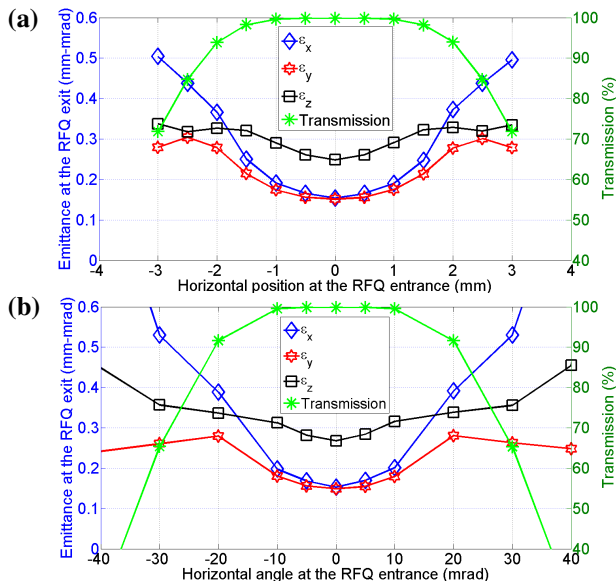 (a)
Emittance at the RFQ exit (mm-mrad)
0.6
0.5
0.4
0.3
0.2
0.1
0
εx
εy
εz
Transmission
100
90
80
70
60
50
40
Transmission (%)
-4 -3 -2 -1 0 1 2 3 4
Horizontal position at the RFQ entrance (mm)
(b)
Emittance at the RFQ exit (mm-mrad)
0.6
0.5
0.4
0.3
0.2
0.1
0
εx
εy
εz
Transmission
100
90
80
70
60
50
40
Transmission (%)
-40 -30 -20 -10 0 10 20 30 40
Horizontal angle at the RFQ entrance (mrad)